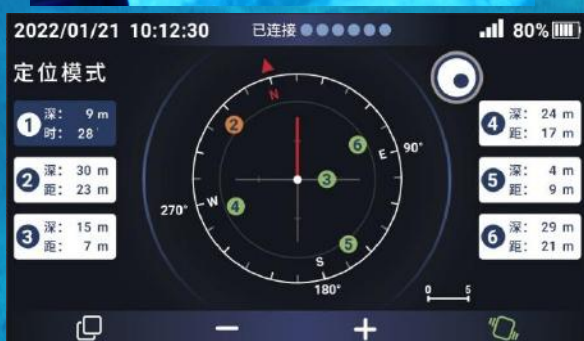 2022/01/21 10:12:30 已连接 80%
定位模式
1 深: 9 m
时: 28'
2 深: 30 m
距: 23 m
3 深: 15 m
距: 7 m
N
2
6
E 90°
3
4
270° W
5
S
180°
4 深: 24 m
距: 17 m
5 深: 4 m
距: 9 m
6 深: 29 m
距: 21 m
0 5